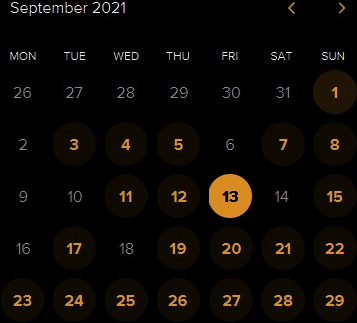 September 2021 < >
MON TUE WED THU FRI SAT SUN
26 27 28 29 30 31 1
2 3 4 5 6 7 8
9 10 11 12 13 14 15
16 17 18 19 20 21 22
23 24 25 26 27 28 29